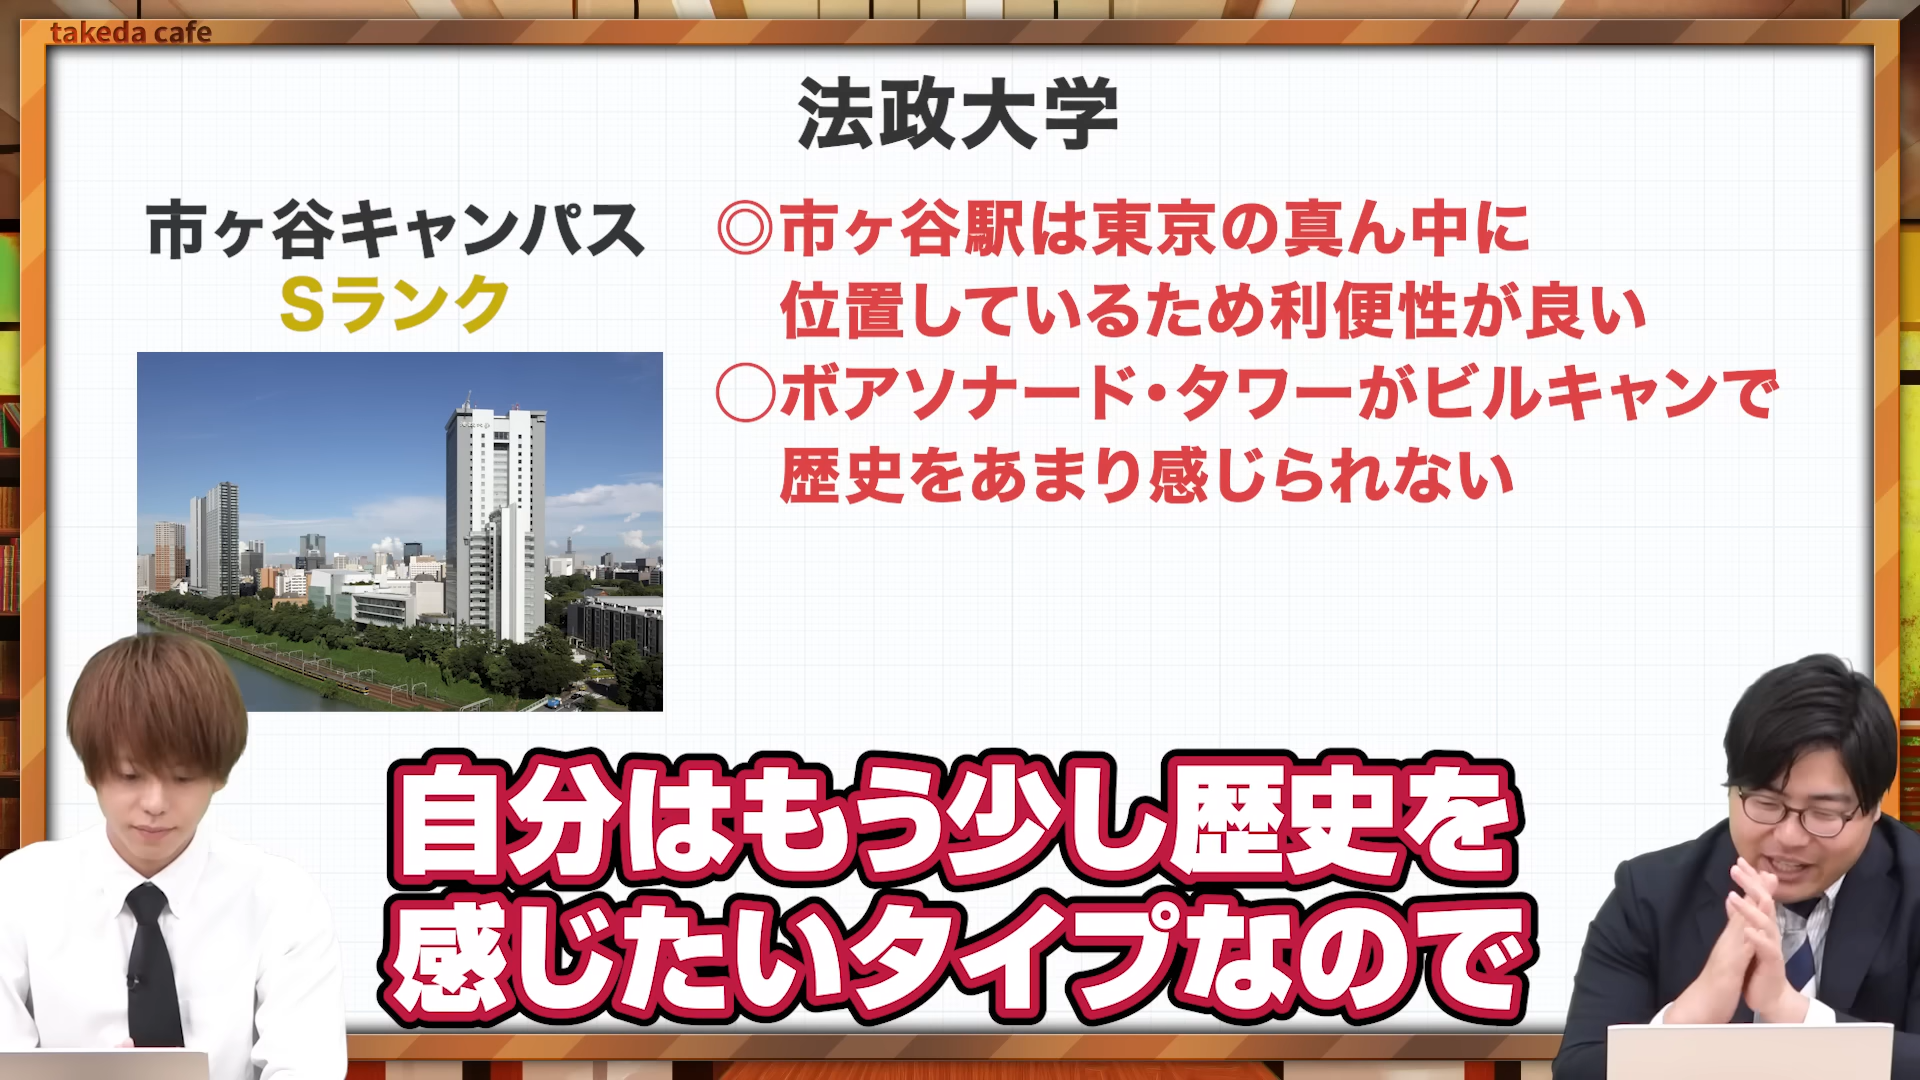 takeda cafe
法政大学
市ヶ谷キャンパス
Sランク
◎市ヶ谷駅は東京の真ん中に
位置しているため利便性が良い
○ボアソナード・タワーがビルキャンで
歴史をあまり感じられない
自分はもう少し歴史を
感じたいタイプなので